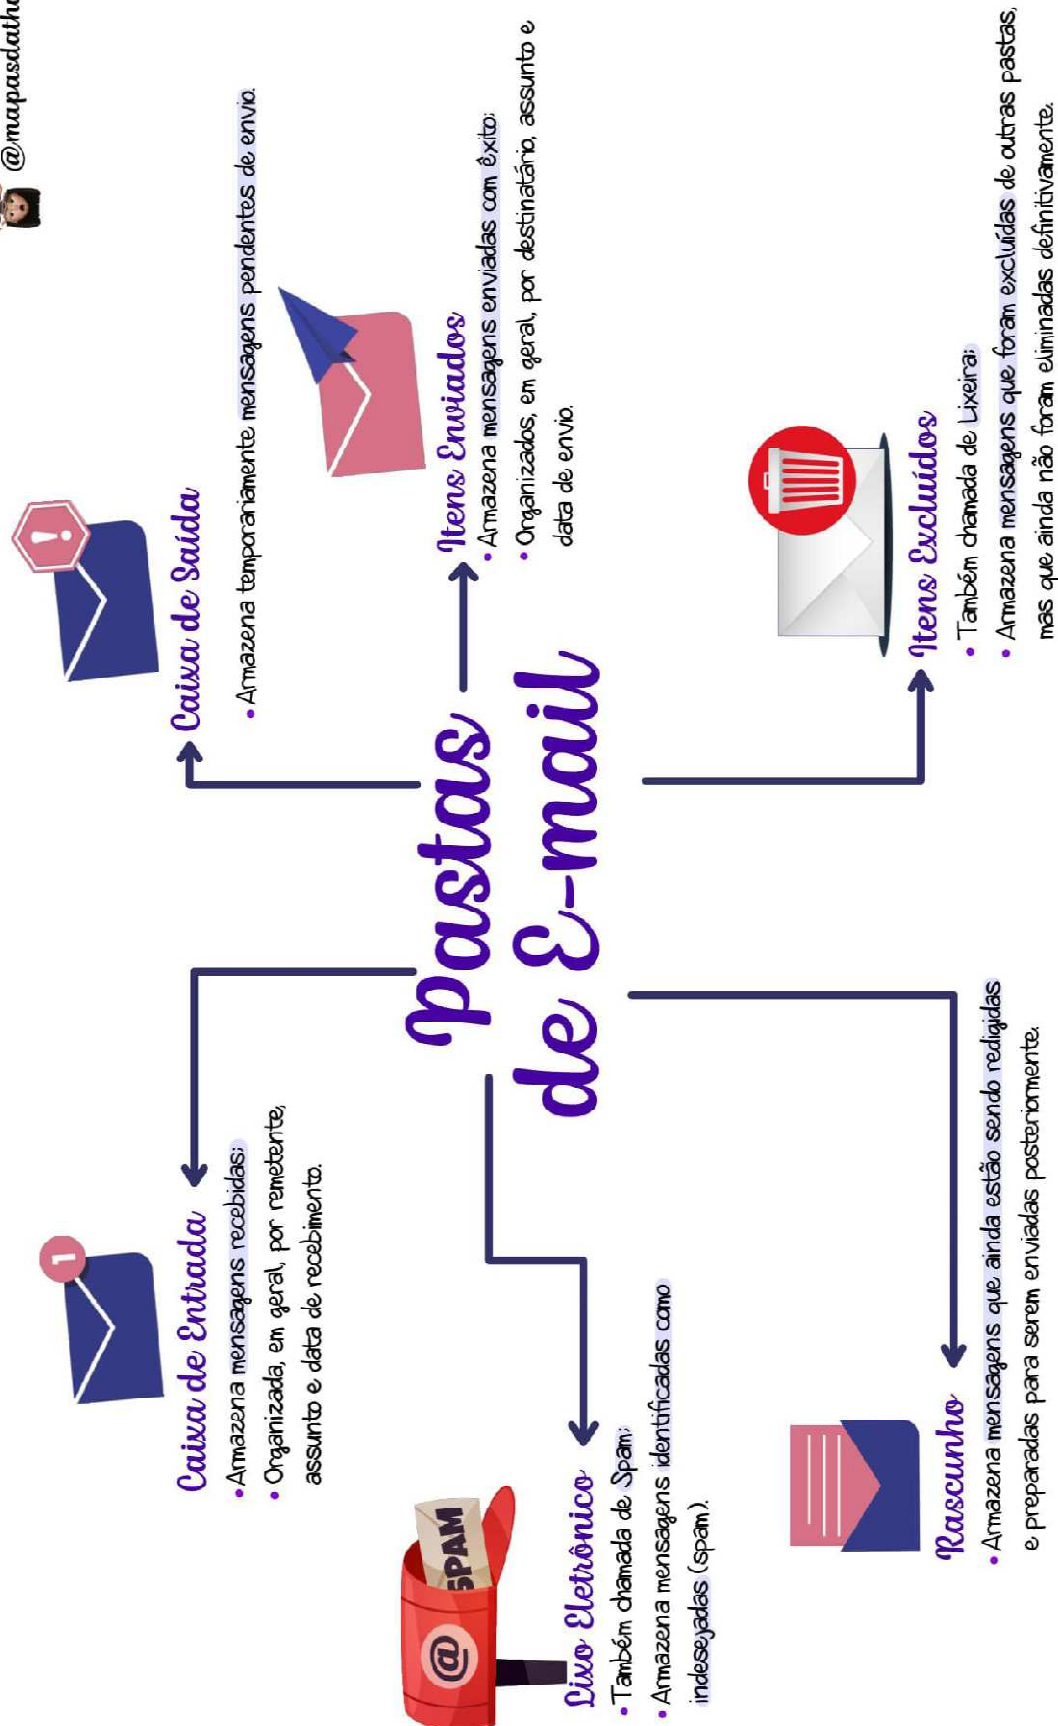 @mapasdathe
Caixa de Entrada
• Armazena mensagens recebidas;
• Organizada, em geral, por remetente,
assunto e data de recebimento.
Caixa de Saída
• Armazena temporariamente mensagens pendentes de envio.
Lixo Eletrônico
• Também chamada de Spam;
• Armazena mensagens identificadas como
indesejadas (spam).
@
SPAM
1
!
Pastas
de E-mail
Itens Enviados
• Armazena mensagens enviadas com êxito;
• Organizados, em geral, por destinatário, assunto e
data de envio.
Rascunho
• Armazena mensagens que ainda estão sendo redigidas
e preparadas para serem enviadas posteriormente.
Itens Excluídos
• Também chamada de Lixeira;
• Armazena mensagens que foram excluídas de outras pastas,
mas que ainda não foram eliminadas definitivamente.